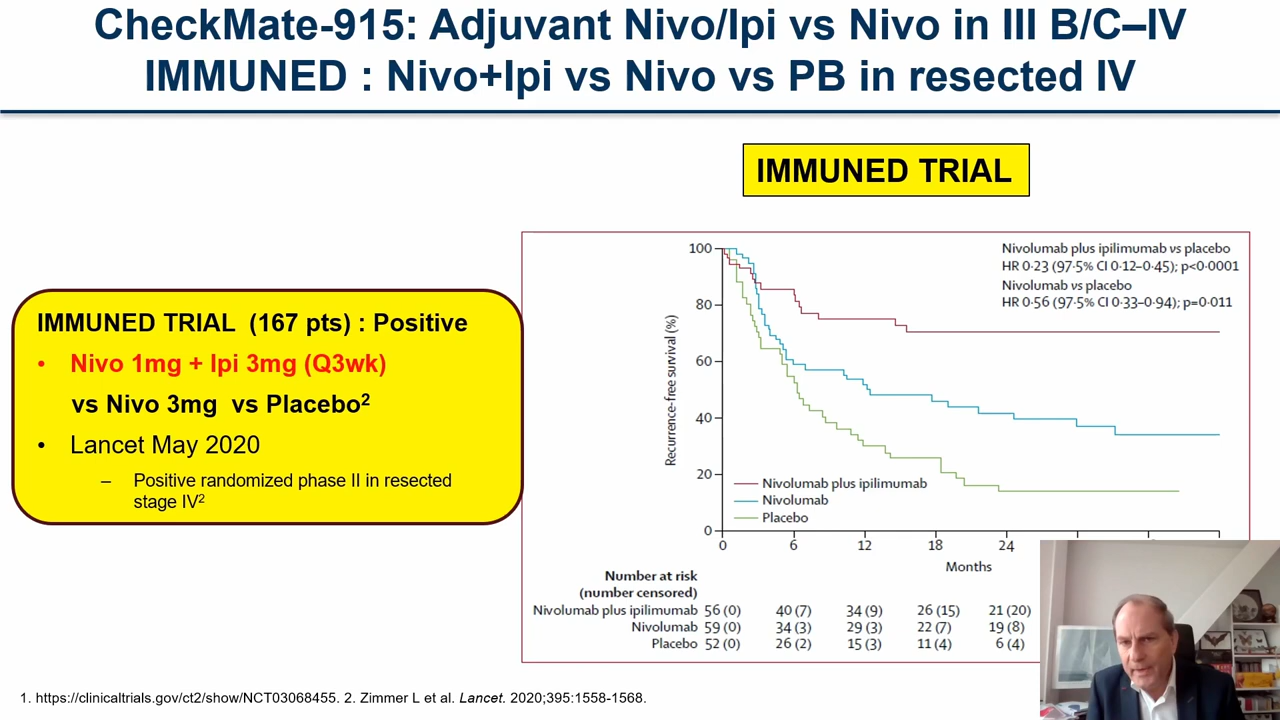 CheckMate-915: Adjuvant Nivo/Ipi vs Nivo in III B/C–IV
IMMUNED : Nivo+Ipi vs Nivo vs PB in resected IV
IMMUNED TRIAL
IMMUNED TRIAL (167 pts) : Positive
• Nivo 1mg + Ipi 3mg (Q3wk)
vs Nivo 3mg vs Placebo²
• Lancet May 2020
– Positive randomized phase II in resected
stage IV²
Nivolumab plus ipilimumab vs placebo
HR 0·23 (97·5% CI 0·12–0·45); p<0·0001
Nivolumab vs placebo
HR 0·56 (97·5% CI 0·33–0·94); p=0·011
Recurrence-free survival (%)
100
80
60
40
20
0
Nivolumab plus ipilimumab
Nivolumab
Placebo
0 6 12 18 24
Months
Number at risk
(number censored)
Nivolumab plus ipilimumab 56 (0) 40 (7) 34 (9) 26 (15) 21 (20)
Nivolumab 59 (0) 34 (3) 29 (3) 22 (7) 19 (8)
Placebo 52 (0) 26 (2) 15 (3) 11 (4) 6 (4)
1. https://clinicaltrials.gov/ct2/show/NCT03068455. 2. Zimmer L et al. Lancet. 2020;395:1558-1568.